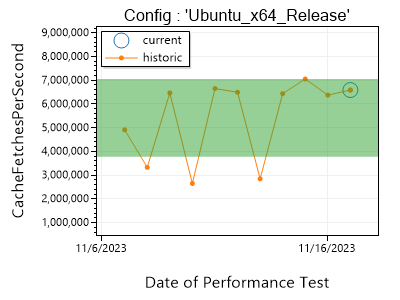 Config : 'Ubuntu_x64_Release'
9,000,000
8,000,000
7,000,000
6,000,000
5,000,000
4,000,000
3,000,000
2,000,000
1,000,000
CacheFetchesPerSecond
current
historic
11/6/2023
11/16/2023
Date of Performance Test